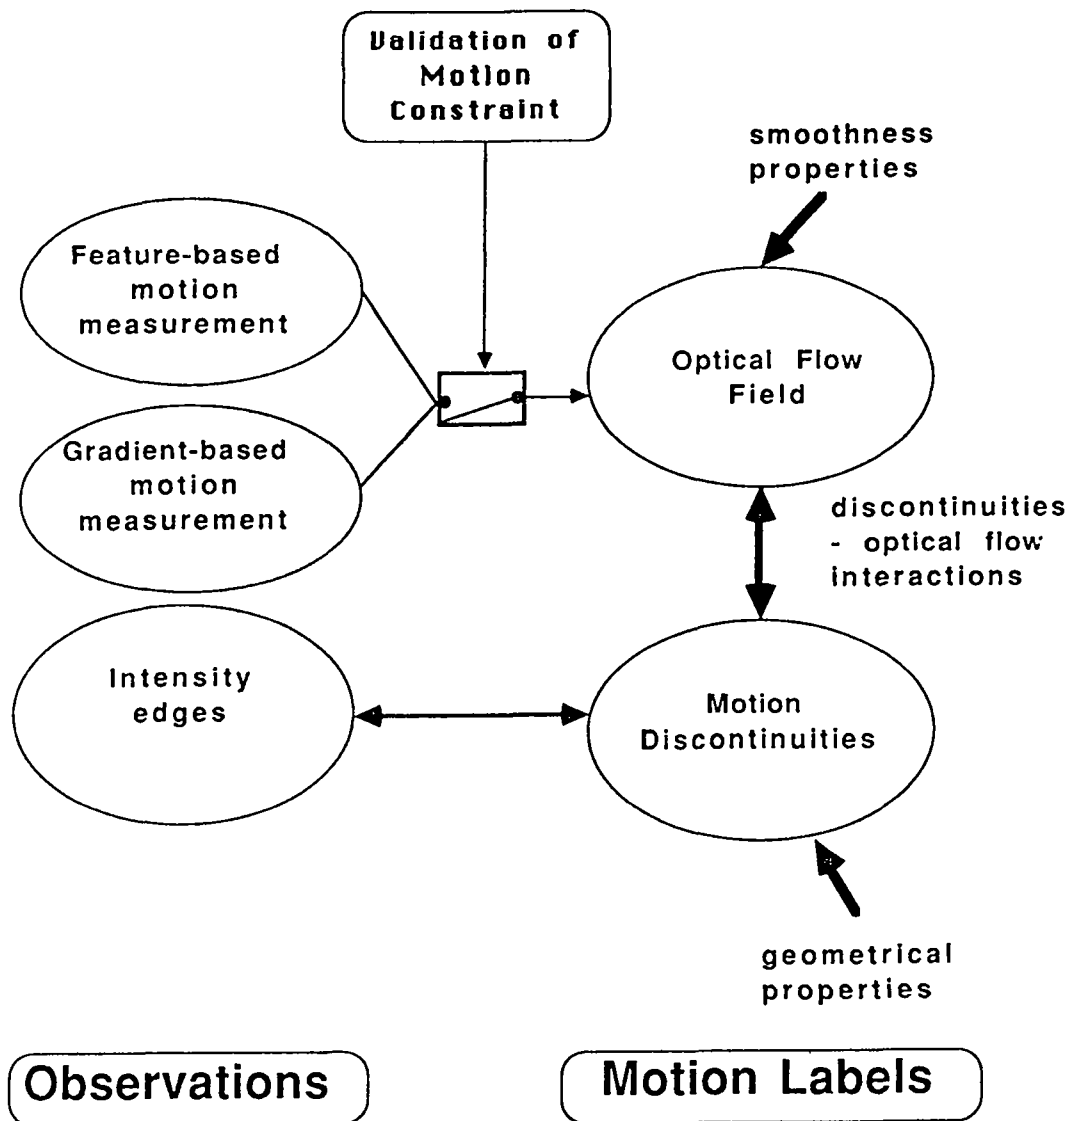 Validation of
Motion
Constraint
smoothness
properties
Feature-based
motion
measurement
Optical Flow
Field
Gradient-based
motion
measurement
discontinuities
- optical flow
interactions
Intensity
edges
Motion
Discontinuities
geometrical
properties
Observations
Motion Labels